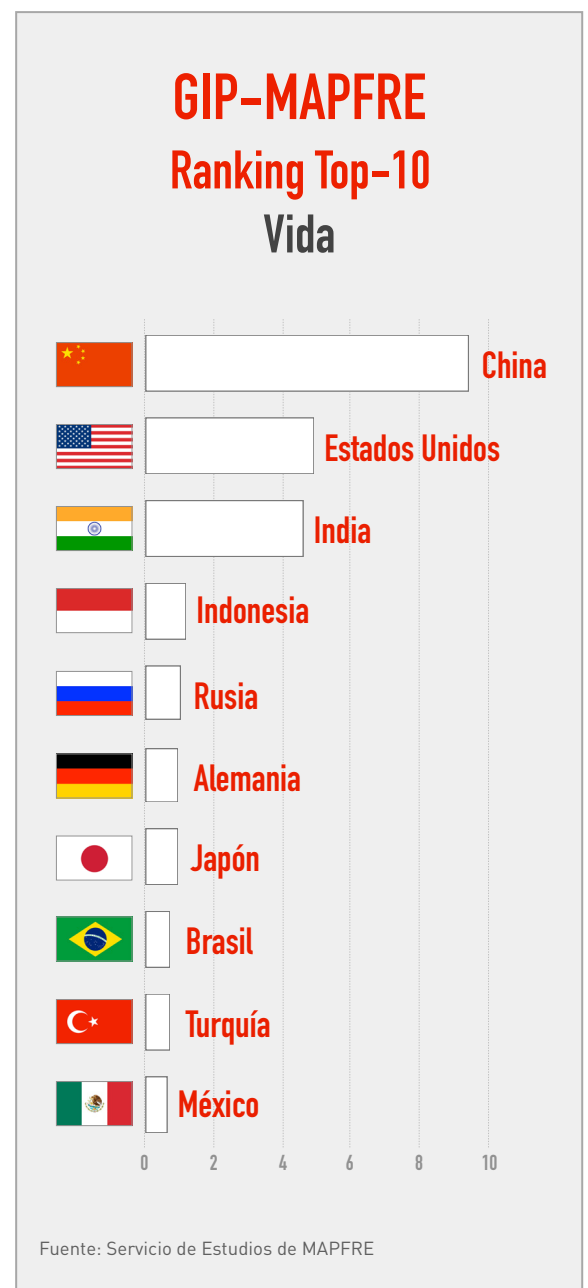 GIP-MAPFRE
Ranking Top-10
Vida
China
Estados Unidos
India
Indonesia
Rusia
Alemania
Japón
Brasil
Turquía
México
0 2 4 6 8 10
Fuente: Servicio de Estudios de MAPFRE